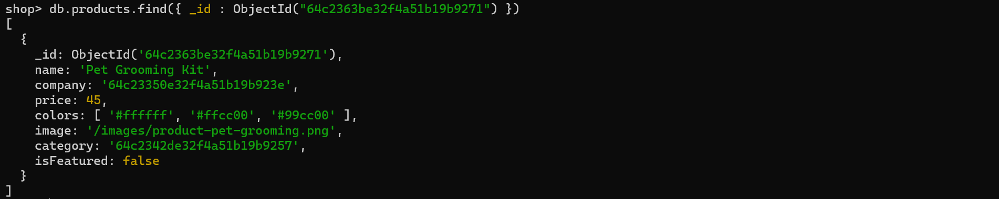 shop> db.products.find({ _id : ObjectId("64c2363be32f4a51b19b9271") })
[
  {
    _id: ObjectId('64c2363be32f4a51b19b9271'),
    name: 'Pet Grooming Kit',
    company: '64c23350e32f4a51b19b923e',
    price: 45,
    colors: [ '#ffffff', '#ffcc00', '#99cc00' ],
    image: '/images/product-pet-grooming.png',
    category: '64c2342de32f4a51b19b9257',
    isFeatured: false
  }
]